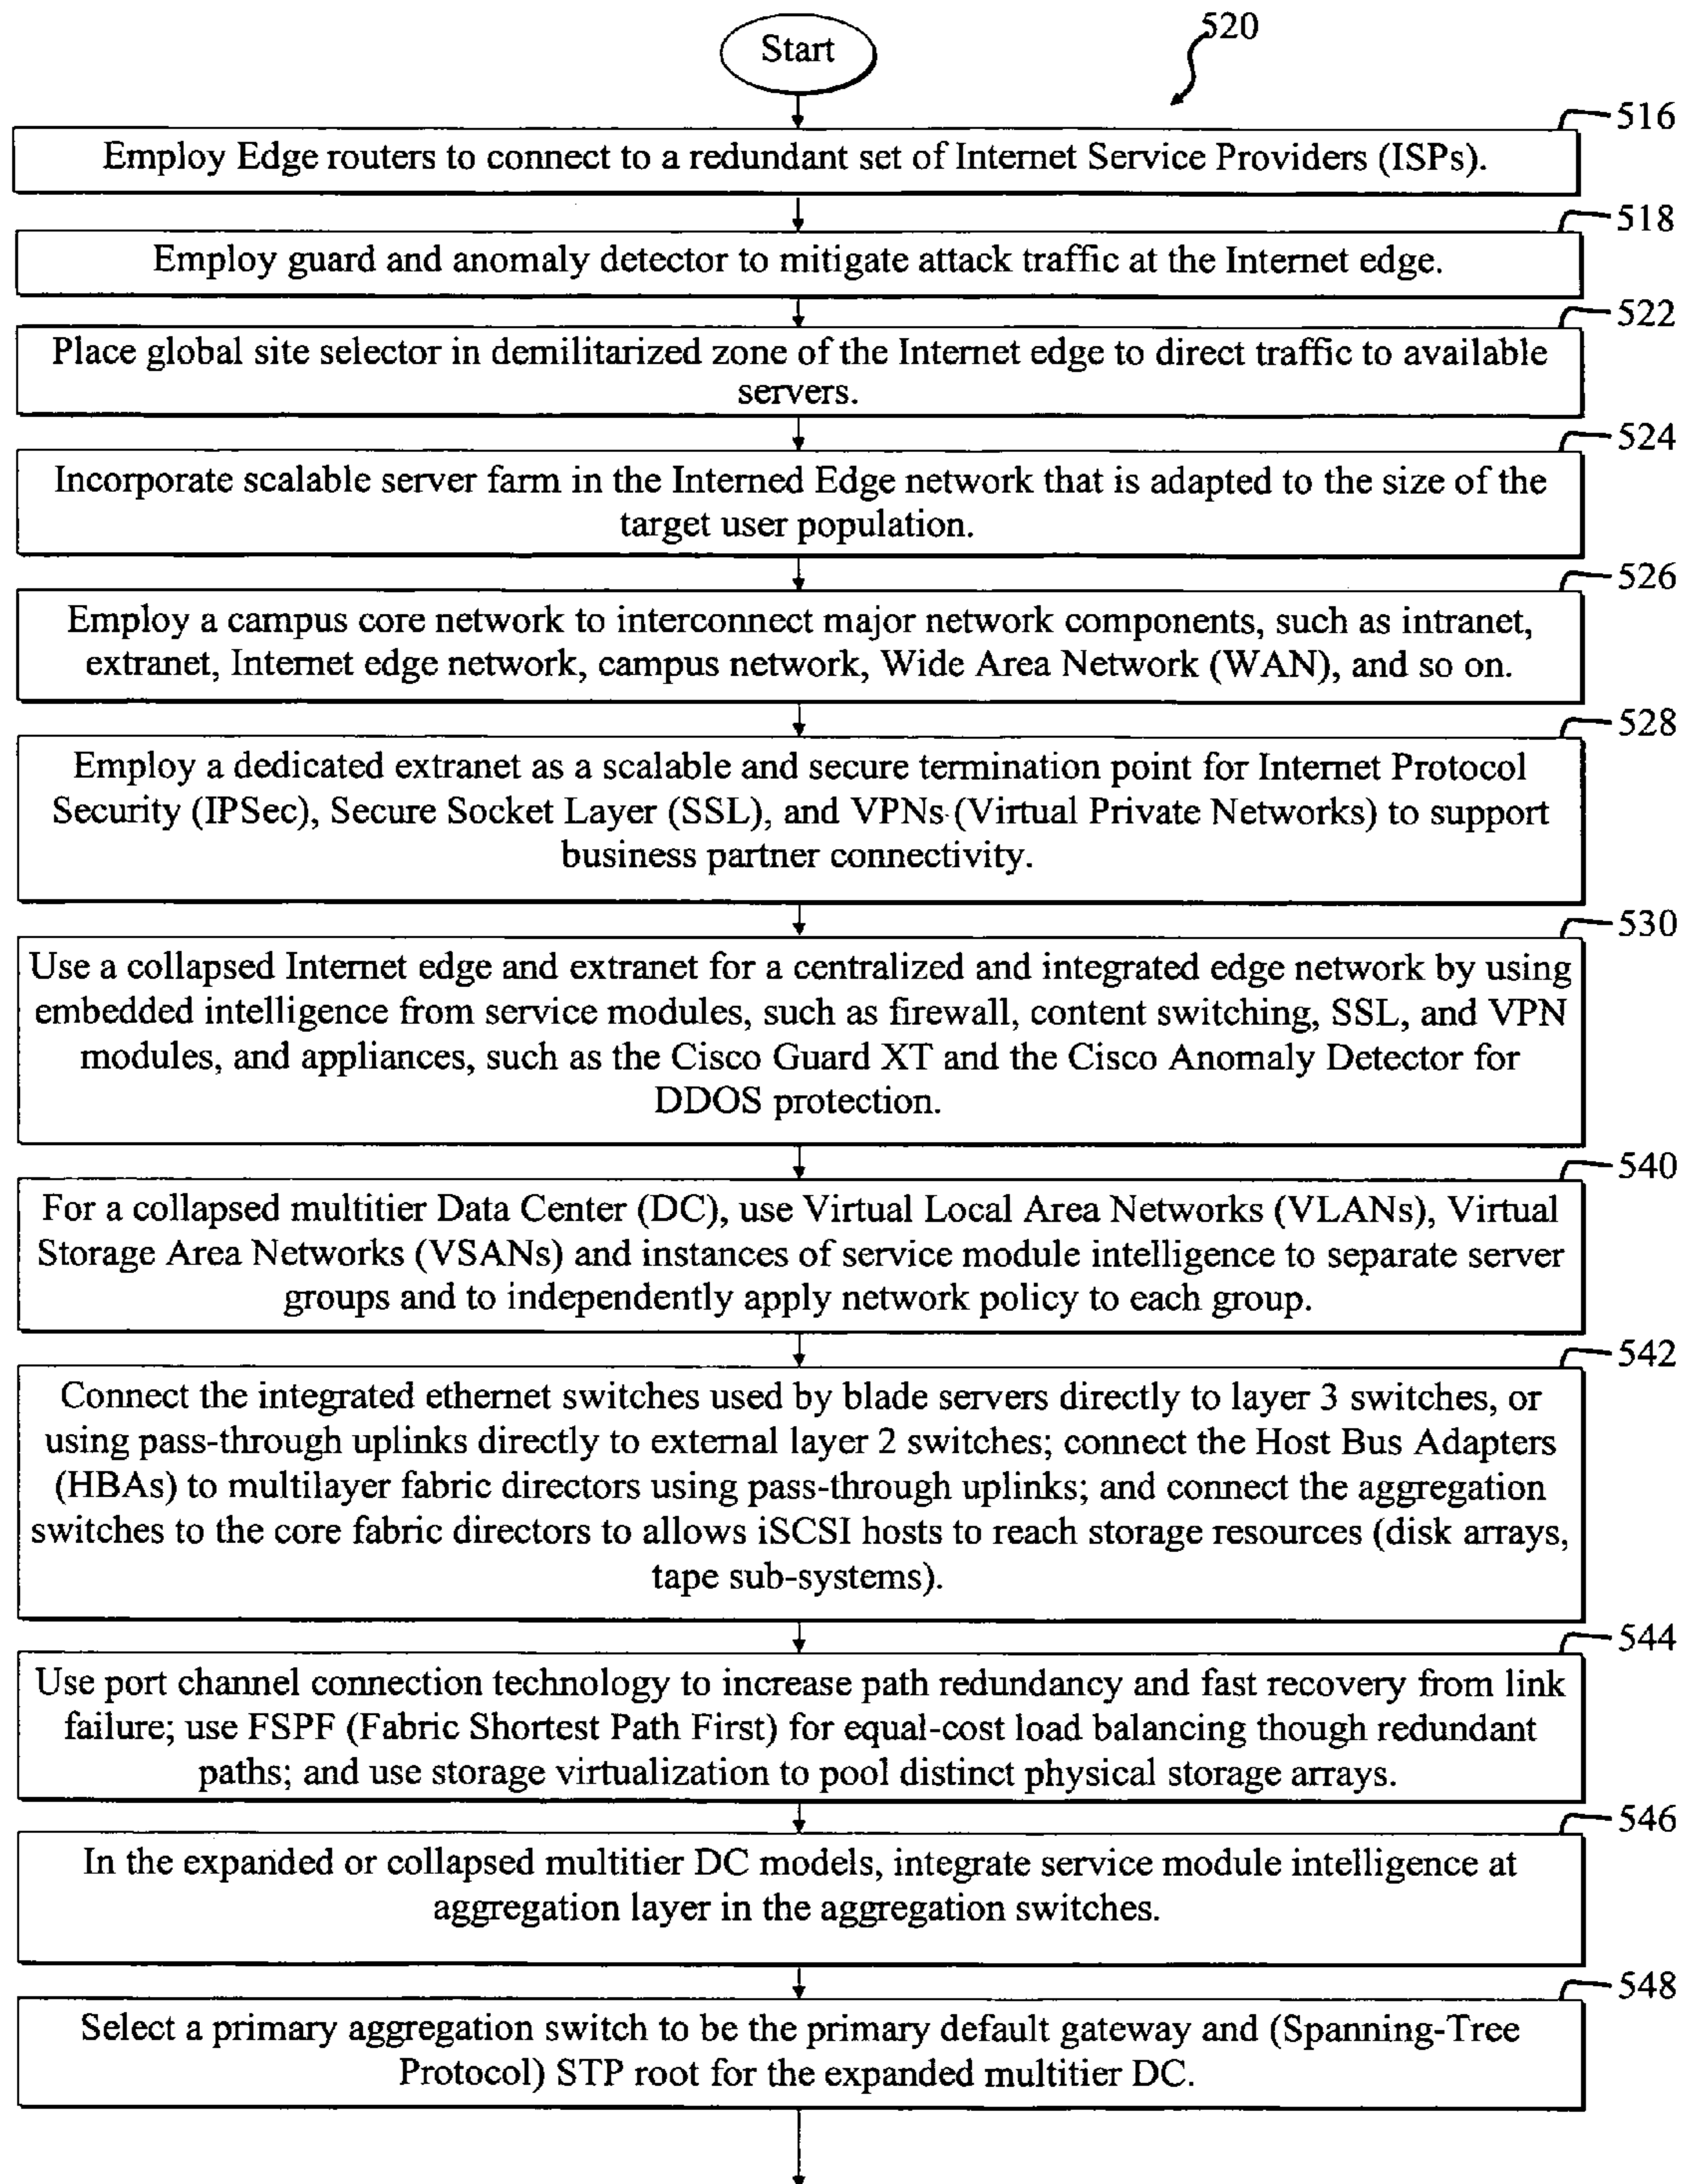 Start
520
516
Employ Edge routers to connect to a redundant set of Internet Service Providers (ISPs).
518
Employ guard and anomaly detector to mitigate attack traffic at the Internet edge.
522
Place global site selector in demilitarized zone of the Internet edge to direct traffic to available
servers.
524
Incorporate scalable server farm in the Interned Edge network that is adapted to the size of the
target user population.
526
Employ a campus core network to interconnect major network components, such as intranet,
extranet, Internet edge network, campus network, Wide Area Network (WAN), and so on.
528
Employ a dedicated extranet as a scalable and secure termination point for Internet Protocol
Security (IPSec), Secure Socket Layer (SSL), and VPNs (Virtual Private Networks) to support
business partner connectivity.
530
Use a collapsed Internet edge and extranet for a centralized and integrated edge network by using
embedded intelligence from service modules, such as firewall, content switching, SSL, and VPN
modules, and appliances, such as the Cisco Guard XT and the Cisco Anomaly Detector for
DDOS protection.
540
For a collapsed multitier Data Center (DC), use Virtual Local Area Networks (VLANs), Virtual
Storage Area Networks (VSANs) and instances of service module intelligence to separate server
groups and to independently apply network policy to each group.
542
Connect the integrated ethernet switches used by blade servers directly to layer 3 switches, or
using pass-through uplinks directly to external layer 2 switches; connect the Host Bus Adapters
(HBAs) to multilayer fabric directors using pass-through uplinks; and connect the aggregation
switches to the core fabric directors to allows iSCSI hosts to reach storage resources (disk arrays,
tape sub-systems).
544
Use port channel connection technology to increase path redundancy and fast recovery from link
failure; use FSPF (Fabric Shortest Path First) for equal-cost load balancing though redundant
paths; and use storage virtualization to pool distinct physical storage arrays.
546
In the expanded or collapsed multitier DC models, integrate service module intelligence at
aggregation layer in the aggregation switches.
548
Select a primary aggregation switch to be the primary default gateway and (Spanning-Tree
Protocol) STP root for the expanded multitier DC.